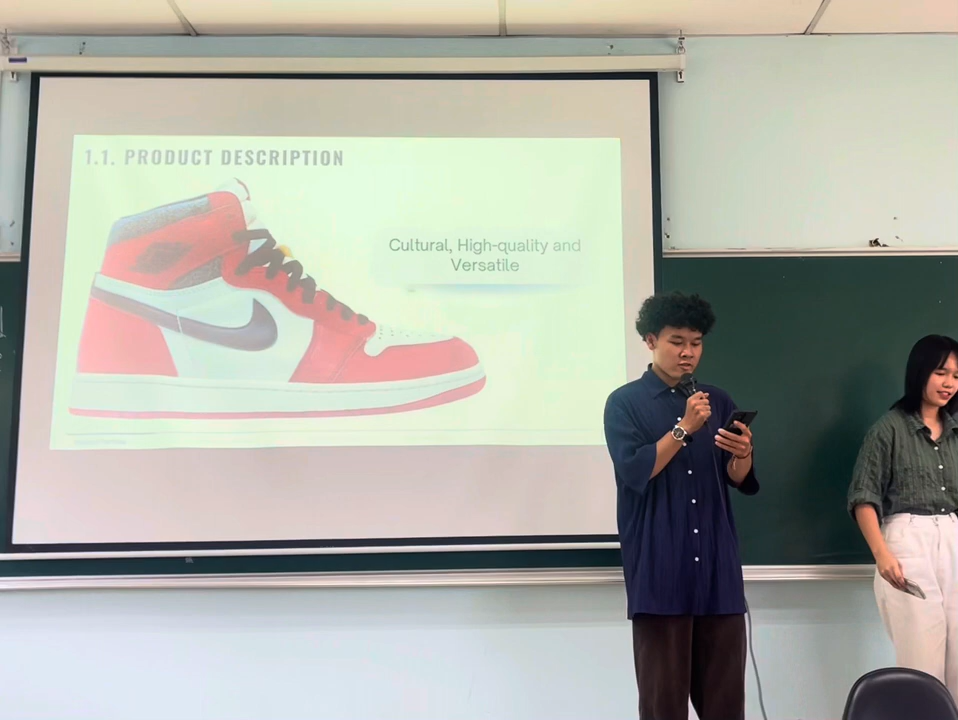 1.1. PRODUCT DESCRIPTION
Cultural, High-quality and
Versatile